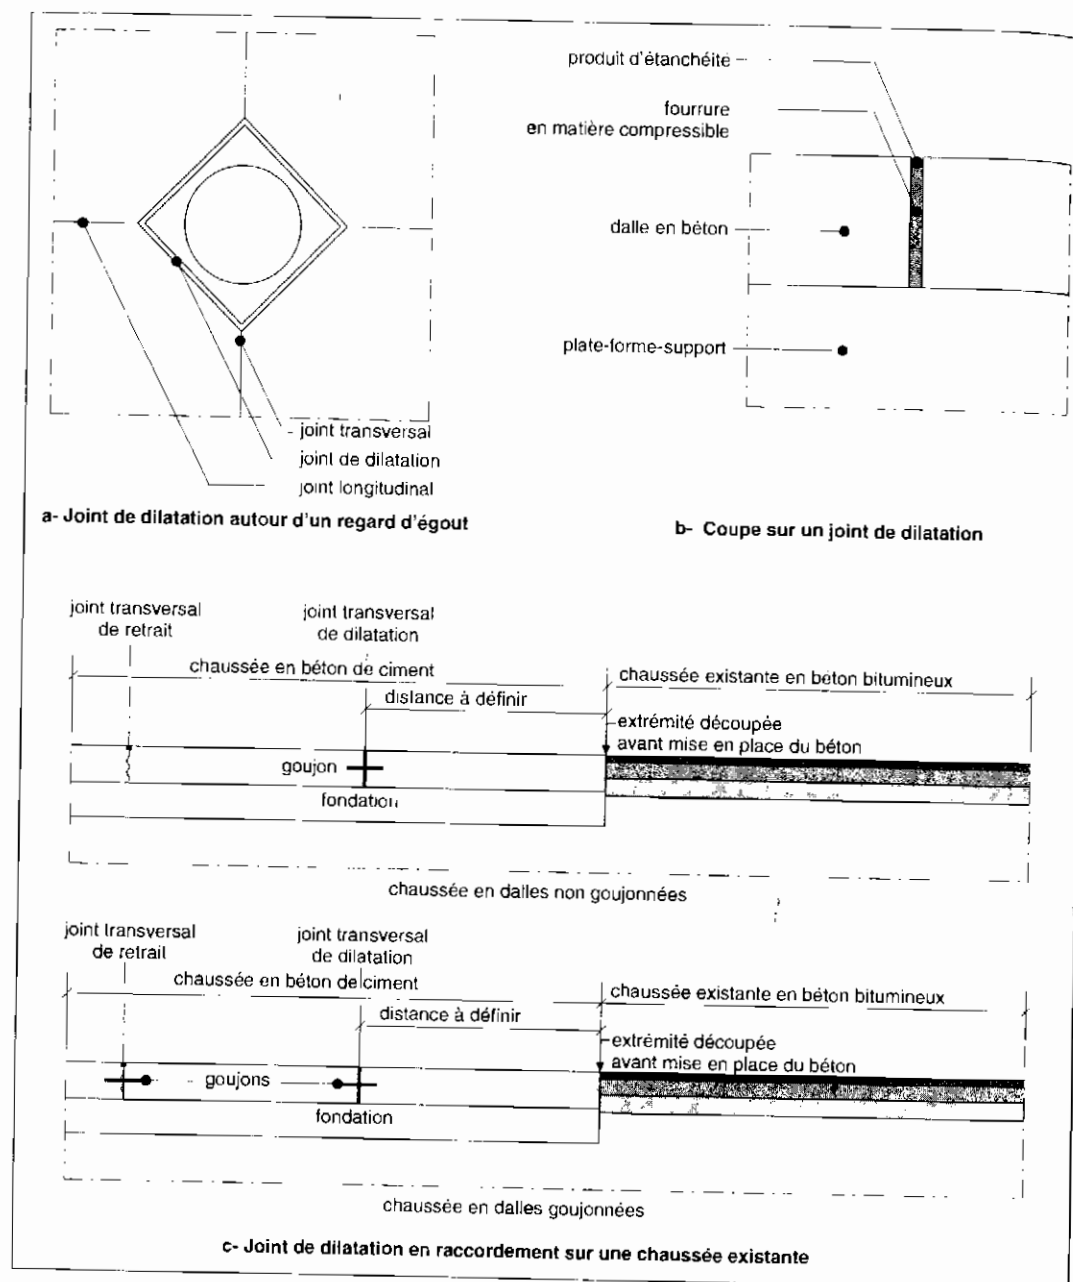 produit d'étanchéité
fourrure
en matière compressible
dalle en béton
plate-forme-support
joint transversal
joint de dilatation
joint longitudinal
a- Joint de dilatation autour d'un regard d'égout
b- Coupe sur un joint de dilatation
joint transversal
de retrait
joint transversal
de dilatation
chaussée en béton de ciment
chaussée existante en béton bitumineux
distance à définir
extrémité découpée
avant mise en place du béton
goujon
fondation
chaussée en dalles non goujonnées
joint transversal
de retrait
joint transversal
de dilatation
chaussée en béton de ciment
chaussée existante en béton bitumineux
distance à définir
extrémité découpée
avant mise en place du béton
goujons
fondation
chaussée en dalles goujonnées
c- Joint de dilatation en raccordement sur une chaussée existante